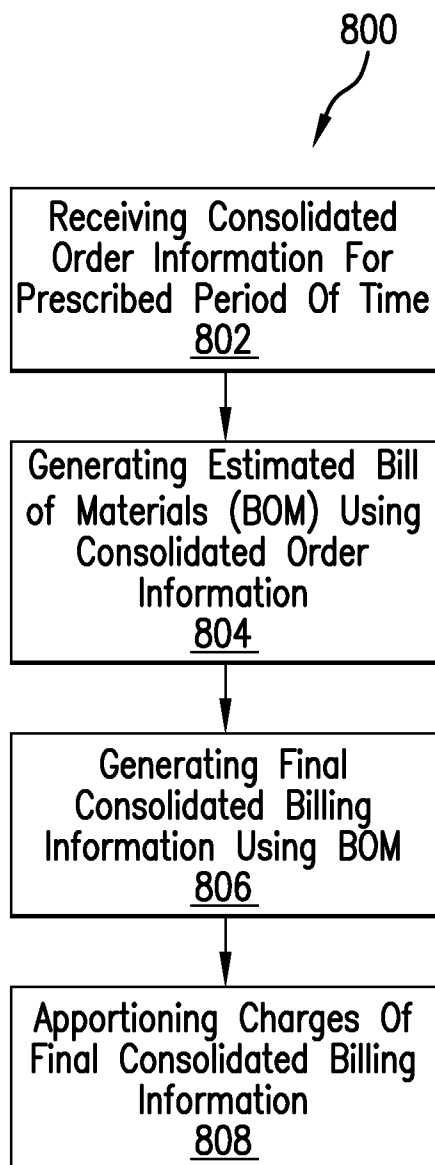 800
Receiving Consolidated
Order Information For
Prescribed Period Of Time
802
Generating Estimated Bill
of Materials (BOM) Using
Consolidated Order
Information
804
Generating Final
Consolidated Billing
Information Using BOM
806
Apportioning Charges Of
Final Consolidated Billing
Information
808